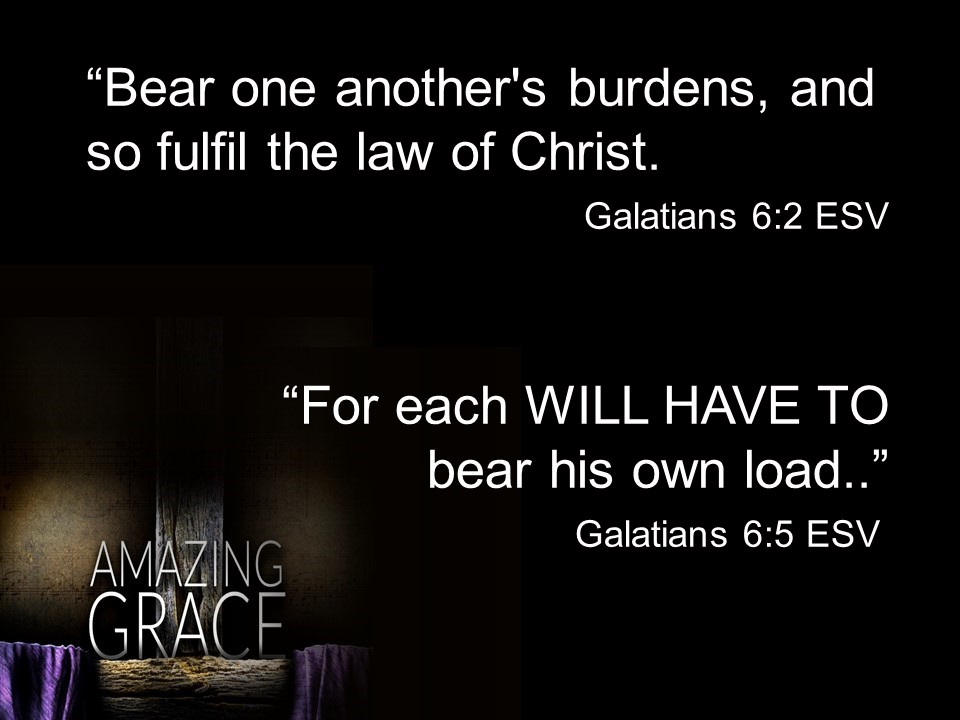 “Bear one another's burdens, and
so fulfil the law of Christ.
Galatians 6:2 ESV
“For each WILL HAVE TO
bear his own load..”
Galatians 6:5 ESV
AMAZING
GRACE